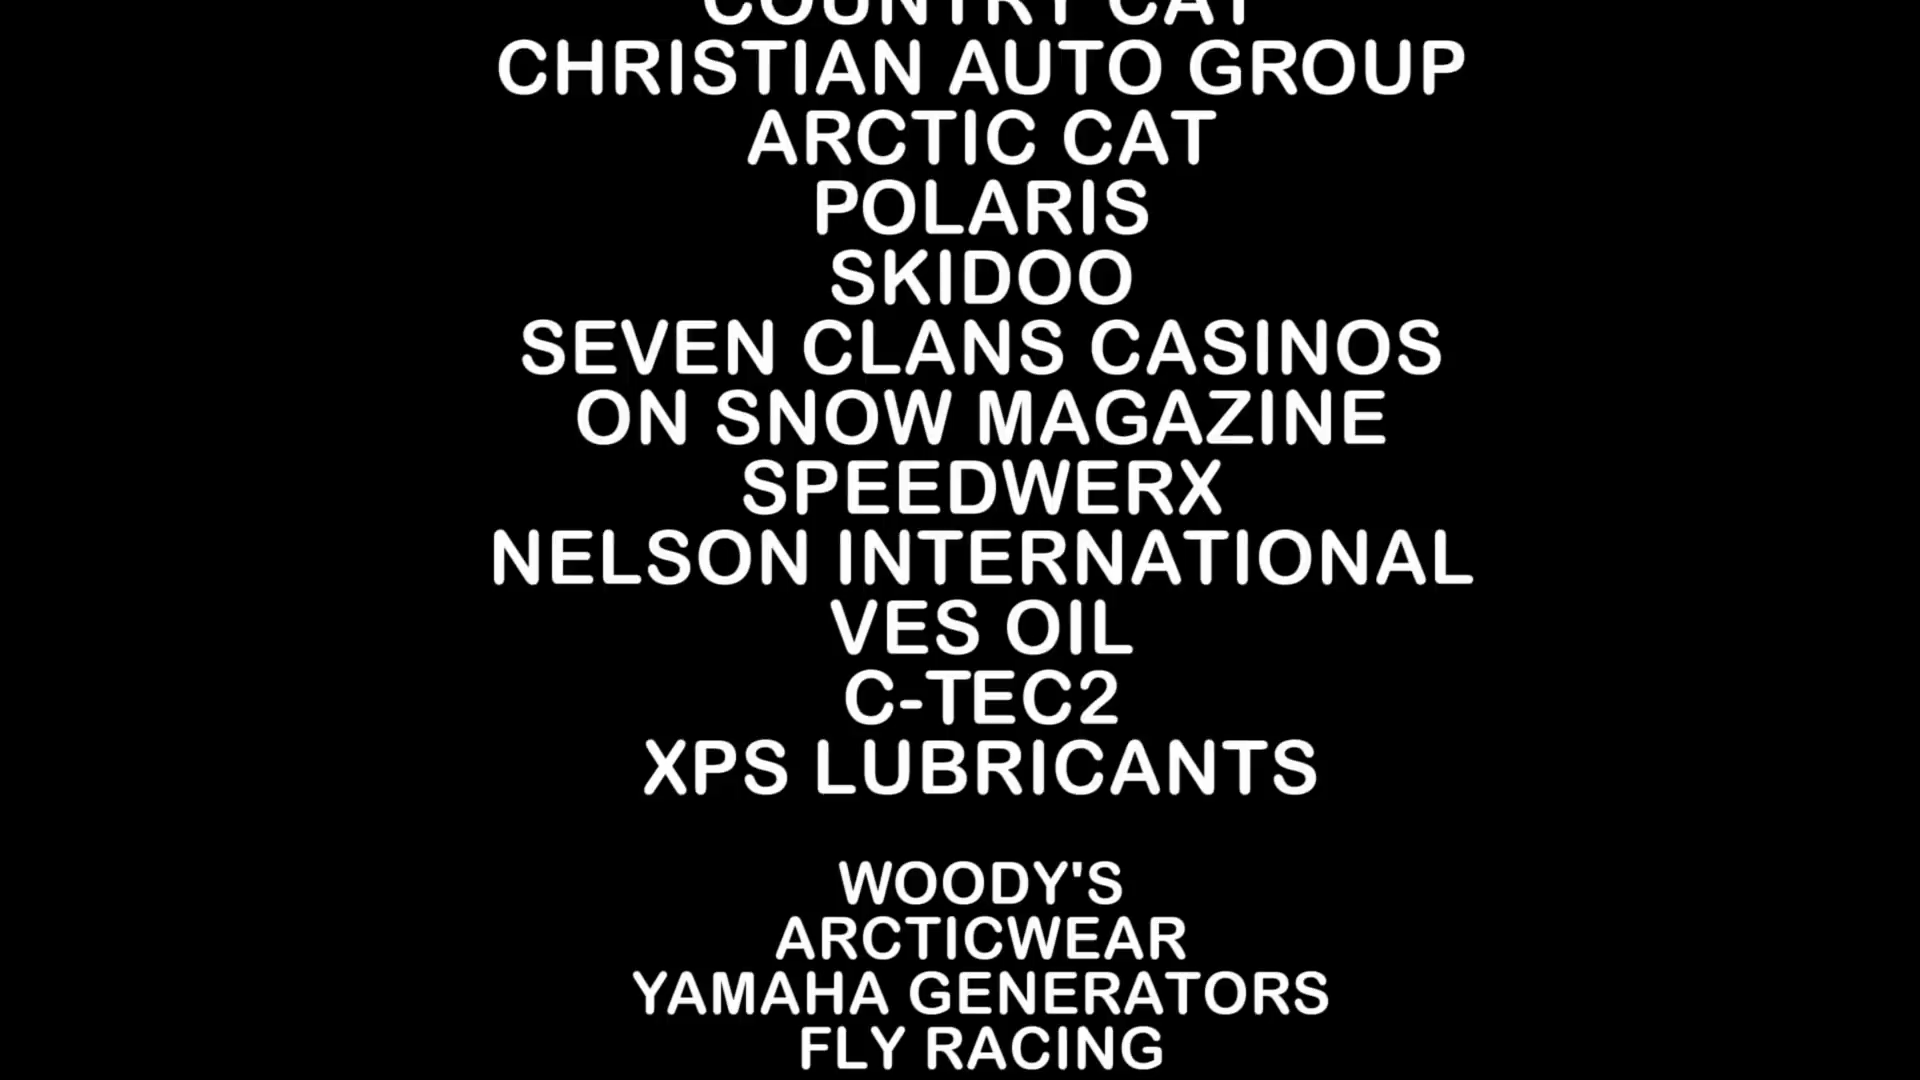 COUNTRY CAT
CHRISTIAN AUTO GROUP
ARCTIC CAT
POLARIS
SKIDOO
SEVEN CLANS CASINOS
ON SNOW MAGAZINE
SPEEDWERX
NELSON INTERNATIONAL
VES OIL
C-TEC2
XPS LUBRICANTS
WOODY'S
ARCTICWEAR
YAMAHA GENERATORS
FLY RACING